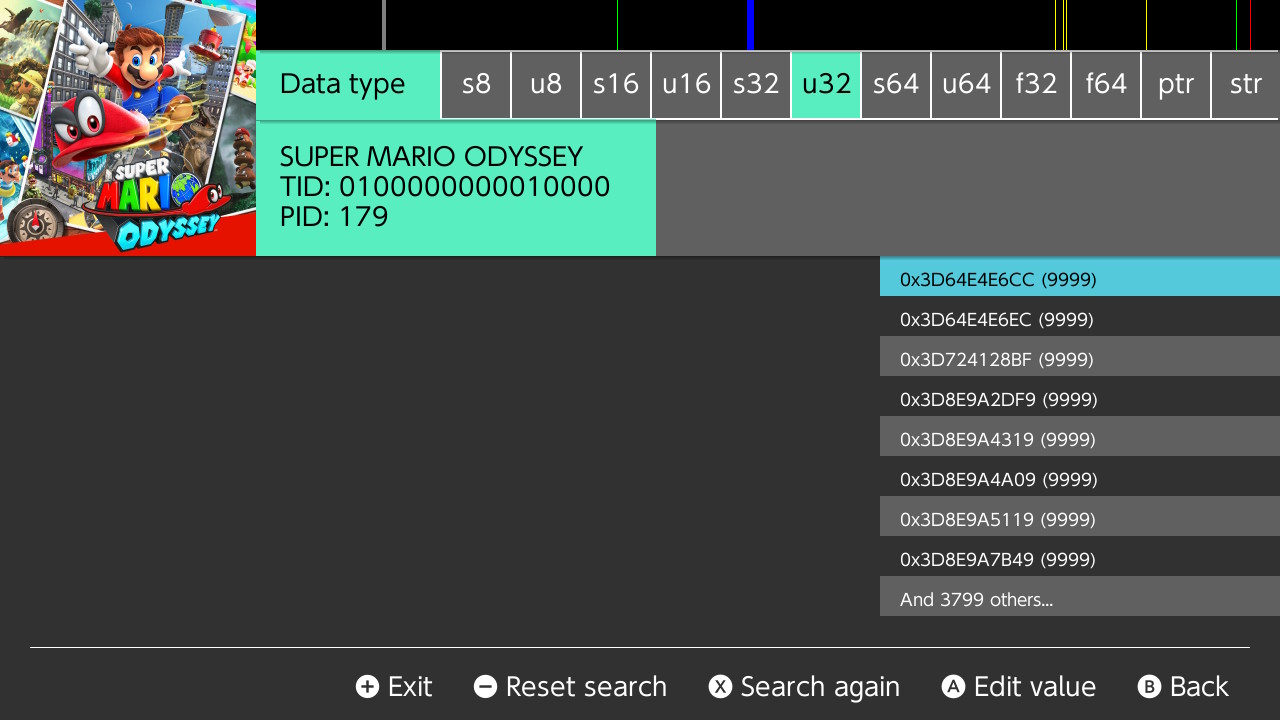 SUPER
MARIO
ODYSSEY
Data type
s8 u8 s16 u16 s32 u32 s64 u64 f32 f64 ptr str
SUPER MARIO ODYSSEY
TID: 0100000000010000
PID: 179
0x3D64E4E6CC (9999)
0x3D64E4E6EC (9999)
0x3D724128BF (9999)
0x3D8E9A2DF9 (9999)
0x3D8E9A4319 (9999)
0x3D8E9A4A09 (9999)
0x3D8E9A5119 (9999)
0x3D8E9A7B49 (9999)
And 3799 others...
+ Exit - Reset search X Search again A Edit value B Back